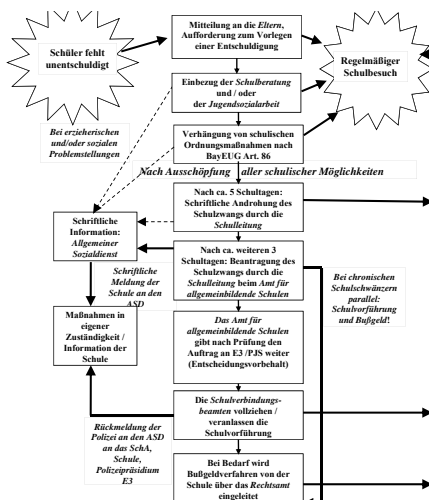 Mitteilung an die Eltern,
Aufforderung zum Vorlegen
einer Entschuldigung
Schüler fehlt
unentschuldigt
Regelmäßiger
Schulbesuch
Einbezug der Schulberatung
und / oder
der Jugendsozialarbeit
Bei erzieherischen
und/oder sozialen
Problemstellungen
Verhängung von schulischen
Ordnungsmaßnahmen nach
BayEUG Art. 86
Nach Ausschöpfung aller schulischer Möglichkeiten
Nach ca. 5 Schultagen:
Schriftliche Androhung des
Schulzwangs durch die
Schulleitung
Schriftliche
Information:
Allgemeiner
Sozialdienst
Nach ca. weiteren 3
Schultagen: Beantragung des
Schulzwangs durch die
Schulleitung beim Amt für
allgemeinbildende Schulen
Schriftliche
Meldung der
Schule an den
ASD
Bei chronischen
Schulschwänzern
parallel:
Schulvorführung
und Bußgeld!
Maßnahmen in
eigener
Zuständigkeit /
Information der
Schule
Das Amt für
allgemeinbildende Schulen
gibt nach Prüfung den
Auftrag an E3 /PJS weiter
(Entscheidungsvorbehalt)
Die Schulverbindungs-
beamten vollziehen /
veranlassen die
Schulvorführung
Rückmeldung der
Polizei an den ASD
an das SchA,
Schule,
Polizeipräsidium
E3
Bei Bedarf wird
Bußgeldverfahren von der
Schule über das Rechtsamt
eingeleitet